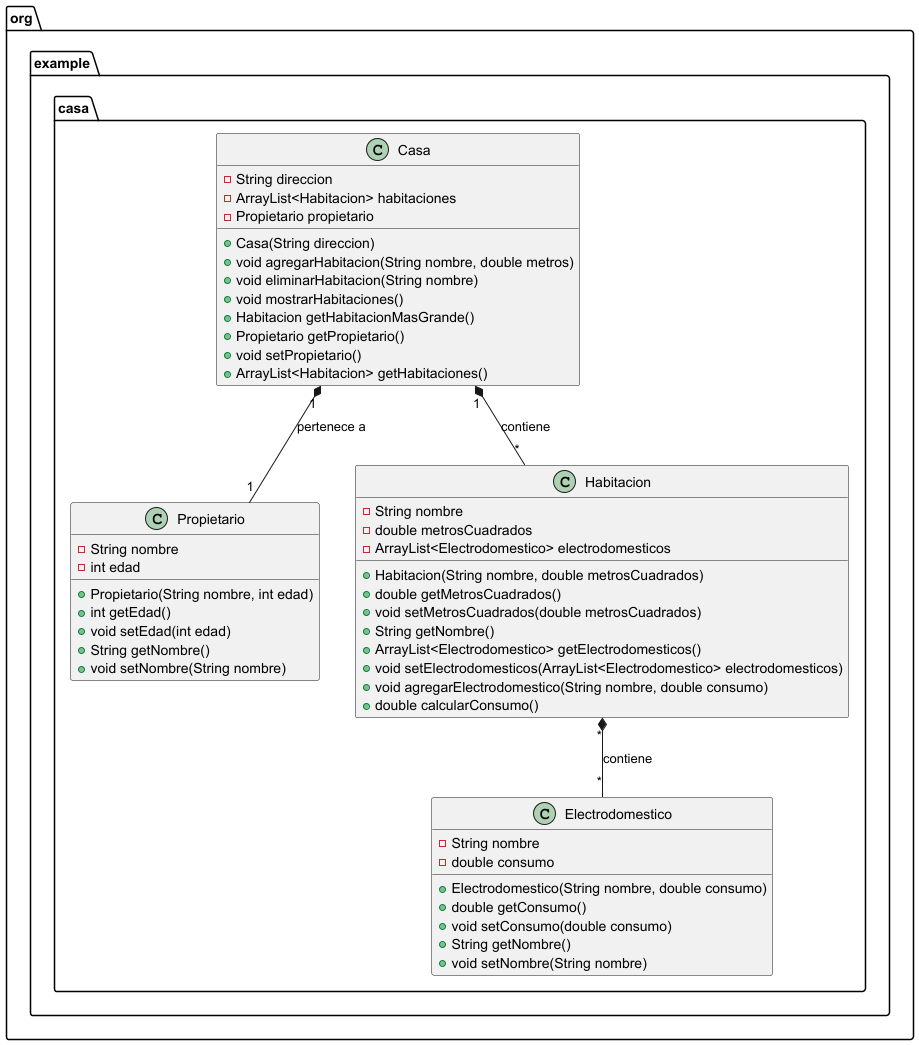 org
example
casa
C Casa
String direccion
ArrayList<Habitacion> habitaciones
Propietario propietario
Casa(String direccion)
void agregarHabitacion(String nombre, double metros)
void eliminarHabitacion(String nombre)
void mostrarHabitaciones()
Habitacion getHabitacionMasGrande()
Propietario getPropietario()
void setPropietario()
ArrayList<Habitacion> getHabitaciones()
1
1
pertenece a
contiene
*
1
C Habitacion
String nombre
double metrosCuadrados
ArrayList<Electrodomestico> electrodomesticos
Habitacion(String nombre, double metrosCuadrados)
double getMetrosCuadrados()
void setMetrosCuadrados(double metrosCuadrados)
String getNombre()
ArrayList<Electrodomestico> getElectrodomesticos()
void setElectrodomesticos(ArrayList<Electrodomestico> electrodomesticos)
void agregarElectrodomestico(String nombre, double consumo)
double calcularConsumo()
C Propietario
String nombre
int edad
Propietario(String nombre, int edad)
int getEdad()
void setEdad(int edad)
String getNombre()
void setNombre(String nombre)
*
contiene
*
C Electrodomestico
String nombre
double consumo
Electrodomestico(String nombre, double consumo)
double getConsumo()
void setConsumo(double consumo)
String getNombre()
void setNombre(String nombre)